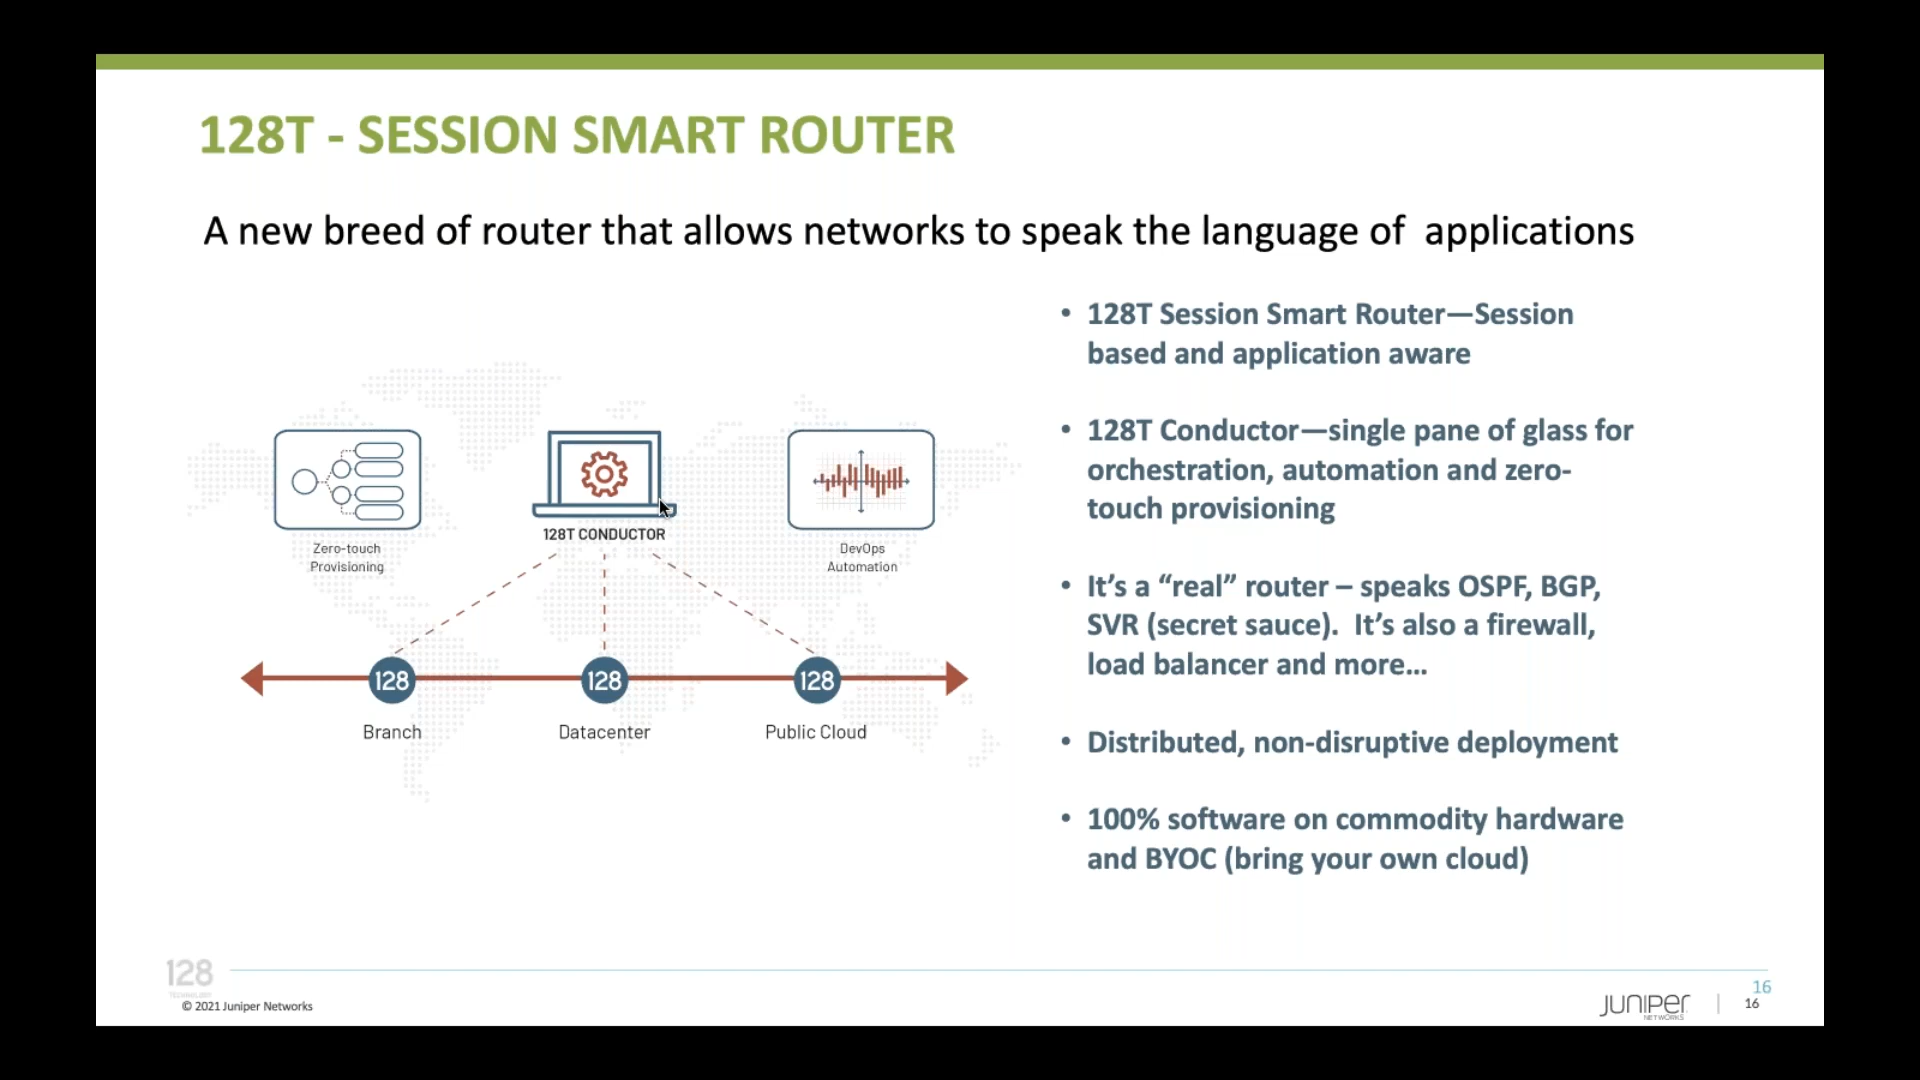 128T - SESSION SMART ROUTER
A new breed of router that allows networks to speak the language of  applications
Zero-touch
Provisioning
128T CONDUCTOR
DevOps
Automation
128
128
128
Branch
Datacenter
Public Cloud
• 128T Session Smart Router—Session
based and application aware
• 128T Conductor—single pane of glass for
orchestration, automation and zero-
touch provisioning
• It’s a “real” router – speaks OSPF, BGP,
SVR (secret sauce).  It’s also a firewall,
load balancer and more…
• Distributed, non-disruptive deployment
• 100% software on commodity hardware
and BYOC (bring your own cloud)
128
TECHNOLOGY
© 2021 Juniper Networks
JUNIPER
NETWORKS
16
16